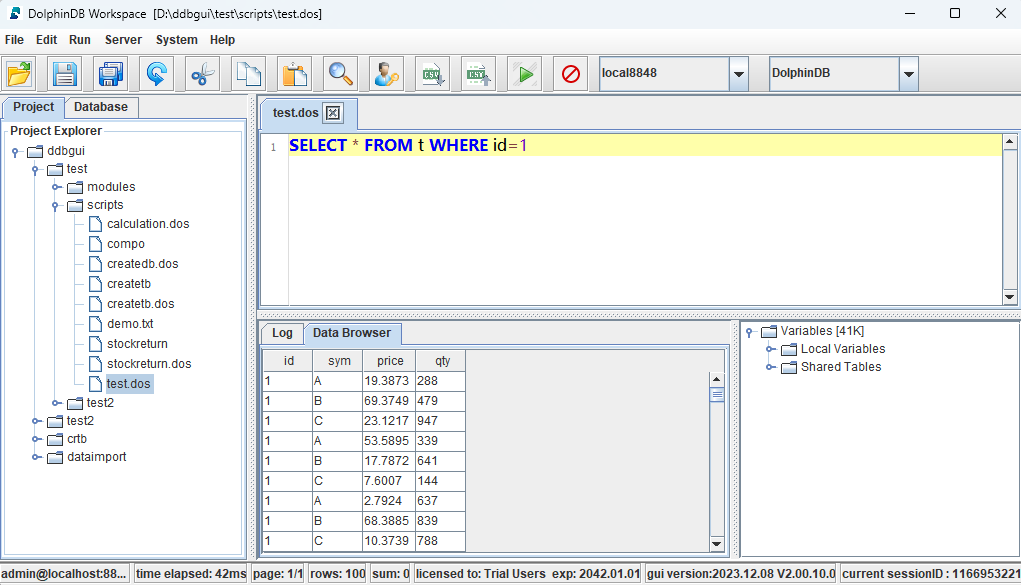 DolphinDB Workspace [D:\ddbgui\test\scripts\test.dos]
File Edit Run Server System Help
CSV CSV local8848 DolphinDB
Project Database
Project Explorer
ddbgui
test
modules
scripts
calculation.dos
compo
createdb.dos
createtb
createtb.dos
demo.txt
stockreturn
stockreturn.dos
test.dos
test2
test2
crtb
dataimport
test.dos
1 SELECT * FROM t WHERE id=1
Log Data Browser
id sym price qty
1 A 19.3873 288
1 B 69.3749 479
1 C 23.1217 947
1 A 53.5895 339
1 B 17.7872 641
1 C 7.6007 144
1 A 2.7924 637
1 B 68.3885 839
1 C 10.3739 788
Variables [41K]
Local Variables
Shared Tables
admin@localhost:88... time elapsed: 42ms page: 1/1 rows: 100 sum: 0 licensed to: Trial Users exp: 2042.01.01 gui version:2023.12.08 V2.00.10.0 current sessionID : 1166953221